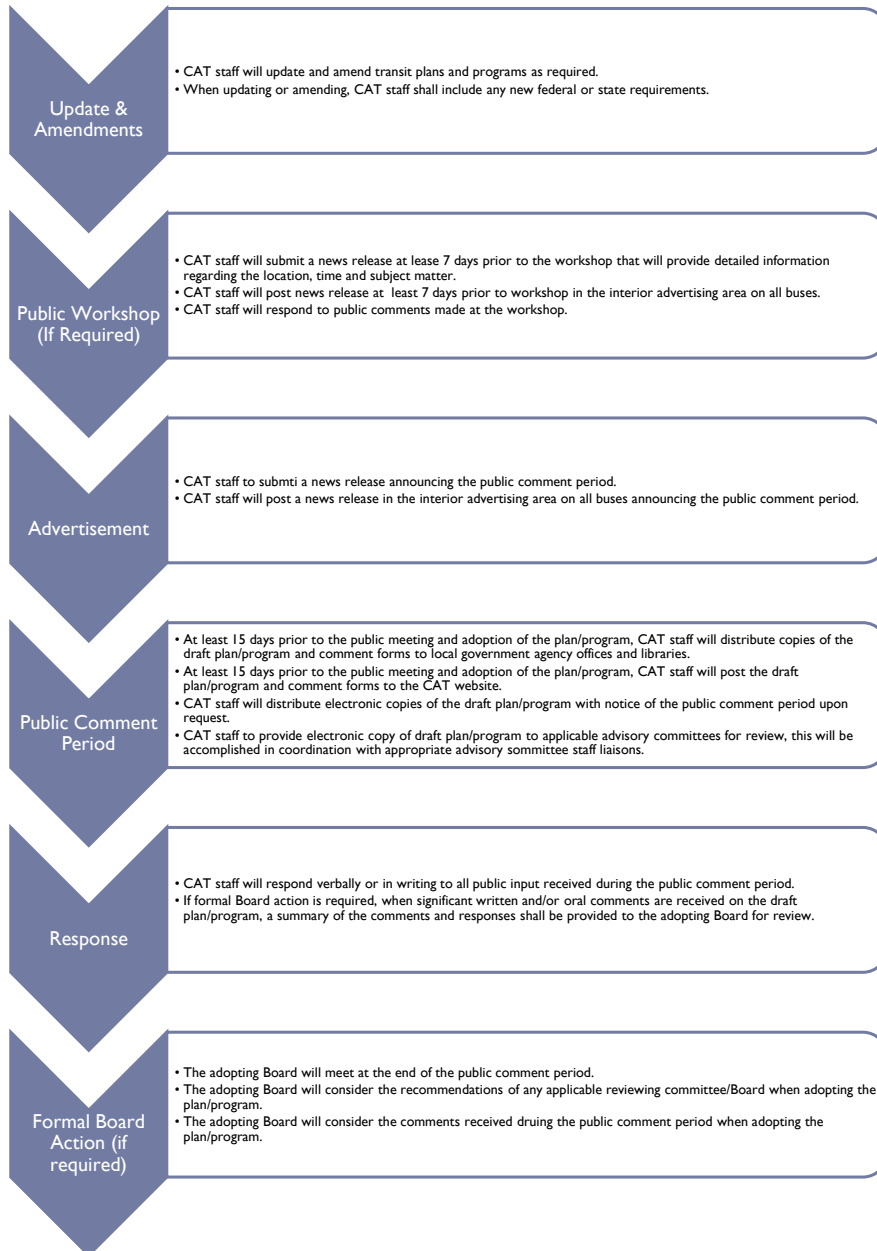 Update &
Amendments
• CAT staff will update and amend transit plans and programs as required.
• When updating or amending, CAT staff shall include any new federal or state requirements.
Public Workshop
(If Required)
• CAT staff will submit a news release at lease 7 days prior to the workshop that will provide detailed information
regarding the location, time and subject matter.
• CAT staff will post news release at least 7 days prior to workshop in the interior advertising area on all buses.
• CAT staff will respond to public comments made at the workshop.
Advertisement
• CAT staff to submti a news release announcing the public comment period.
• CAT staff will post a news release in the interior advertising area on all buses announcing the public comment period.
Public Comment
Period
• At least 15 days prior to the public meeting and adoption of the plan/program, CAT staff will distribute copies of the
draft plan/program and comment forms to local government agency offices and libraries.
• At least 15 days prior to the public meeting and adoption of the plan/program, CAT staff will post the draft
plan/program and comment forms to the CAT website.
• CAT staff will distribute electronic copies of the draft plan/program with notice of the public comment period upon
request.
• CAT staff to provide electronic copy of draft plan/program to applicable advisory committees for review, this will be
accomplished in coordination with appropriate advisory sommittee staff liaisons.
Response
• CAT staff will respond verbally or in writing to all public input received during the public comment period.
• If formal Board action is required, when significant written and/or oral comments are received on the draft
plan/program, a summary of the comments and responses shall be provided to the adopting Board for review.
Formal Board
Action (if
required)
• The adopting Board will meet at the end of the public comment period.
• The adopting Board will consider the recommendations of any applicable reviewing committee/Board when adopting the
plan/program.
• The adopting Board will consider the comments received druing the public comment period when adopting the
plan/program.